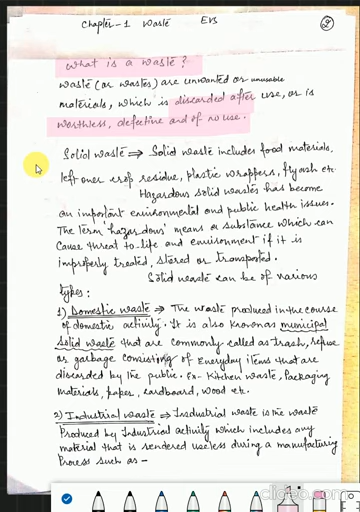 Chapter-1 Waste EVS
2
What is a waste?
Waste (or wastes) are unwanted or unusable
materials, which is discarded after use, or is
worthless, defective and of no use.
Solid waste ⇒ Solid waste includes food materials,
left over crop residue, plastic wrappers, flyash etc.
Hazardous solid wastes has become
an important environmental and public health issues.
The term 'hazardous' means a substance which can
cause threat to life and environment if it is
improperly treated, stored or transported.
Solid waste can be of various
types:
1) Domestic waste ⇒ The waste produced in the course
of domestic activity. It is also known as municipal
solid waste that are commonly called as trash, refuse
or garbage consisting of everyday items that are
discarded by the public. Ex- Kitchen waste, Packaging
materials, paper, cardboard, wood etc.
2) Industrial waste ⇒ Industrial waste is the waste
Produced by Industrial activity which includes any
material that is rendered useless during a manufacturing
Process such as -
clideo.com